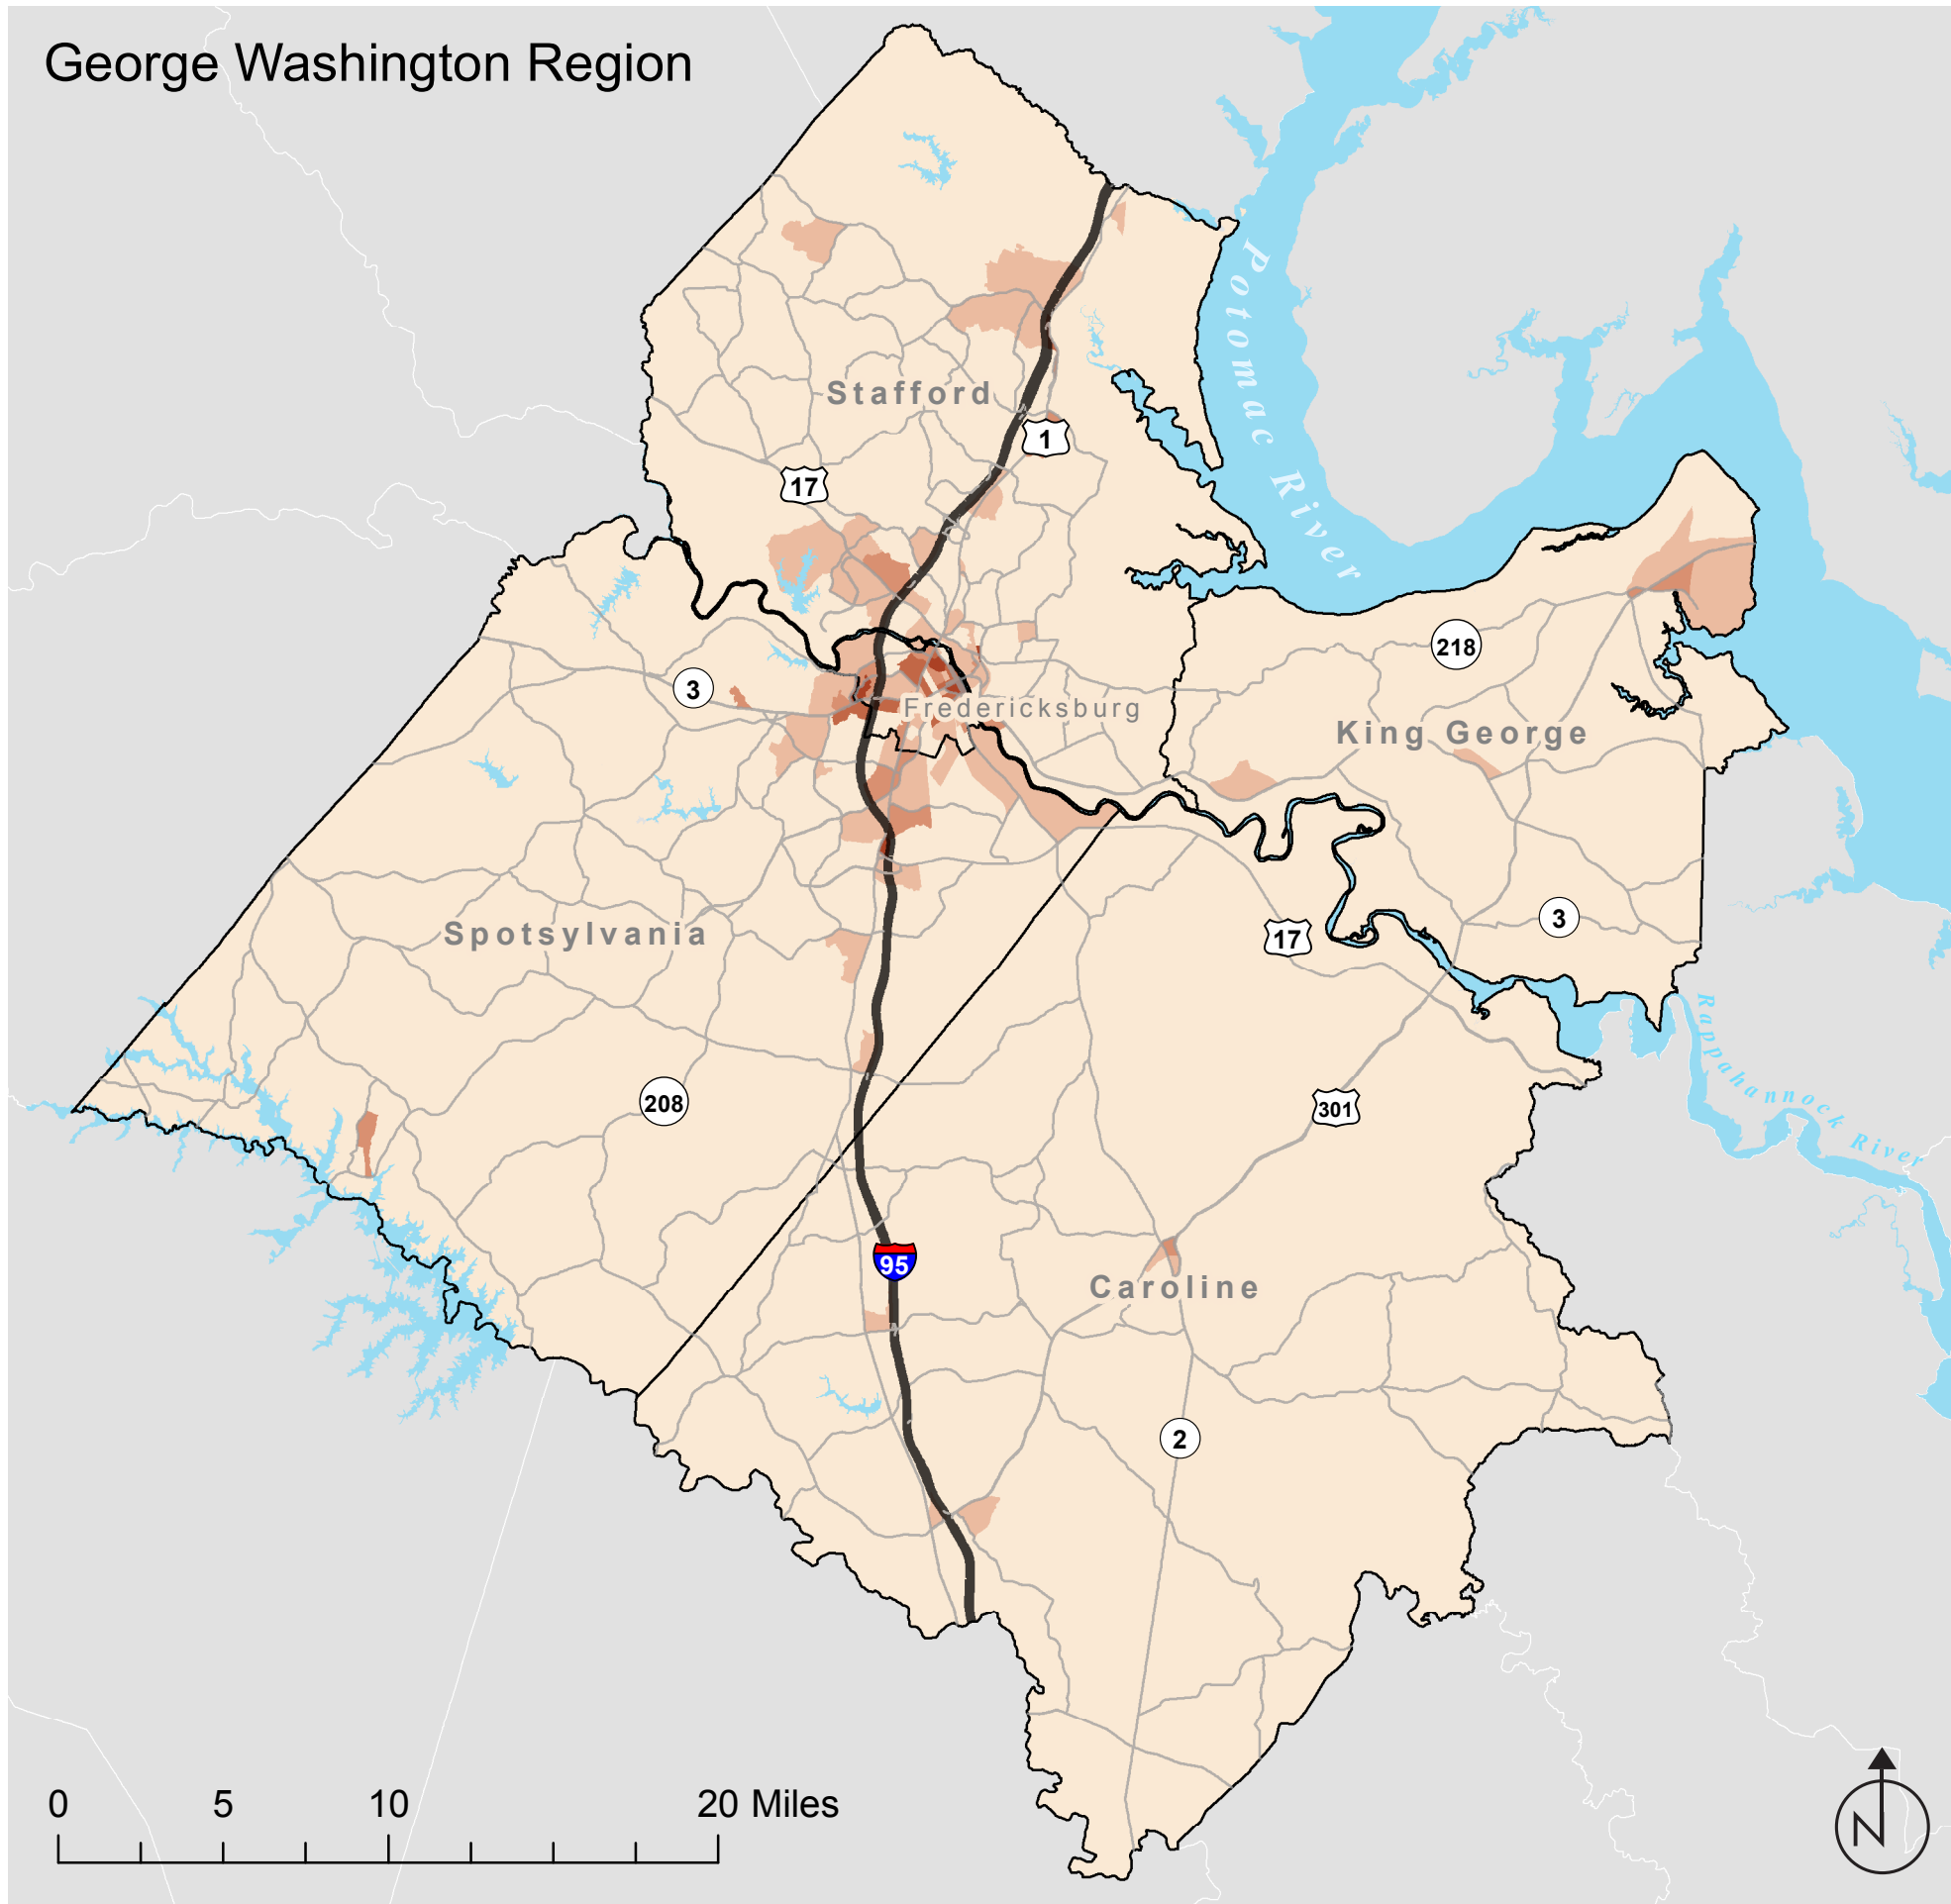 George Washington Region
Potomac River
Stafford
1
17
218
3
Fredericksburg
King George
Spotsylvania
17
3
Rappahannock River
208
301
95
Caroline
2
0 5 10 20 Miles
N